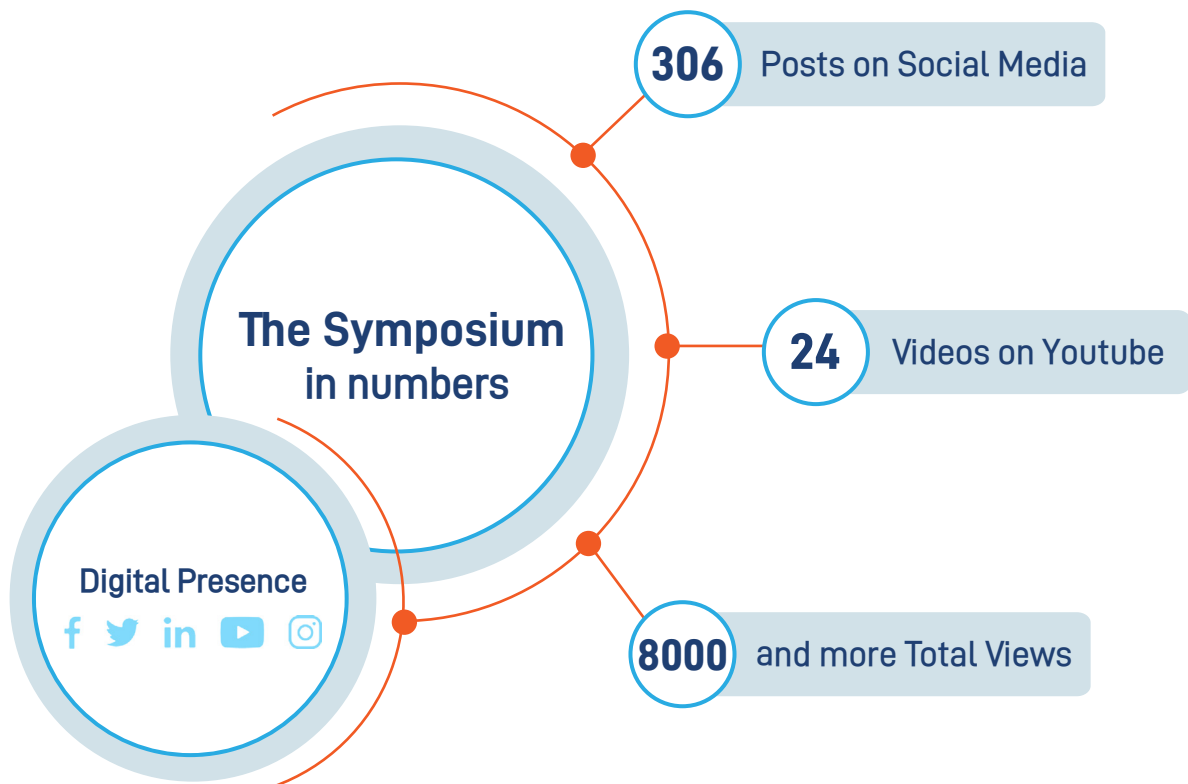 306
Posts on Social Media
The Symposium
in numbers
24
Videos on Youtube
Digital Presence
f
in
8000
and more Total Views